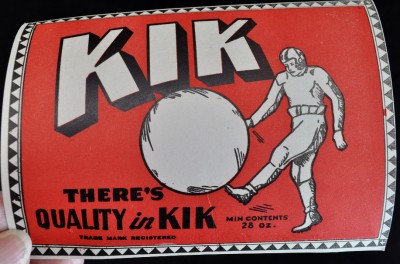 KIK
THERE'S
QUALITY in KIK
TRADE MARK REGISTERED
MIN CONTENTS
28 OZ.